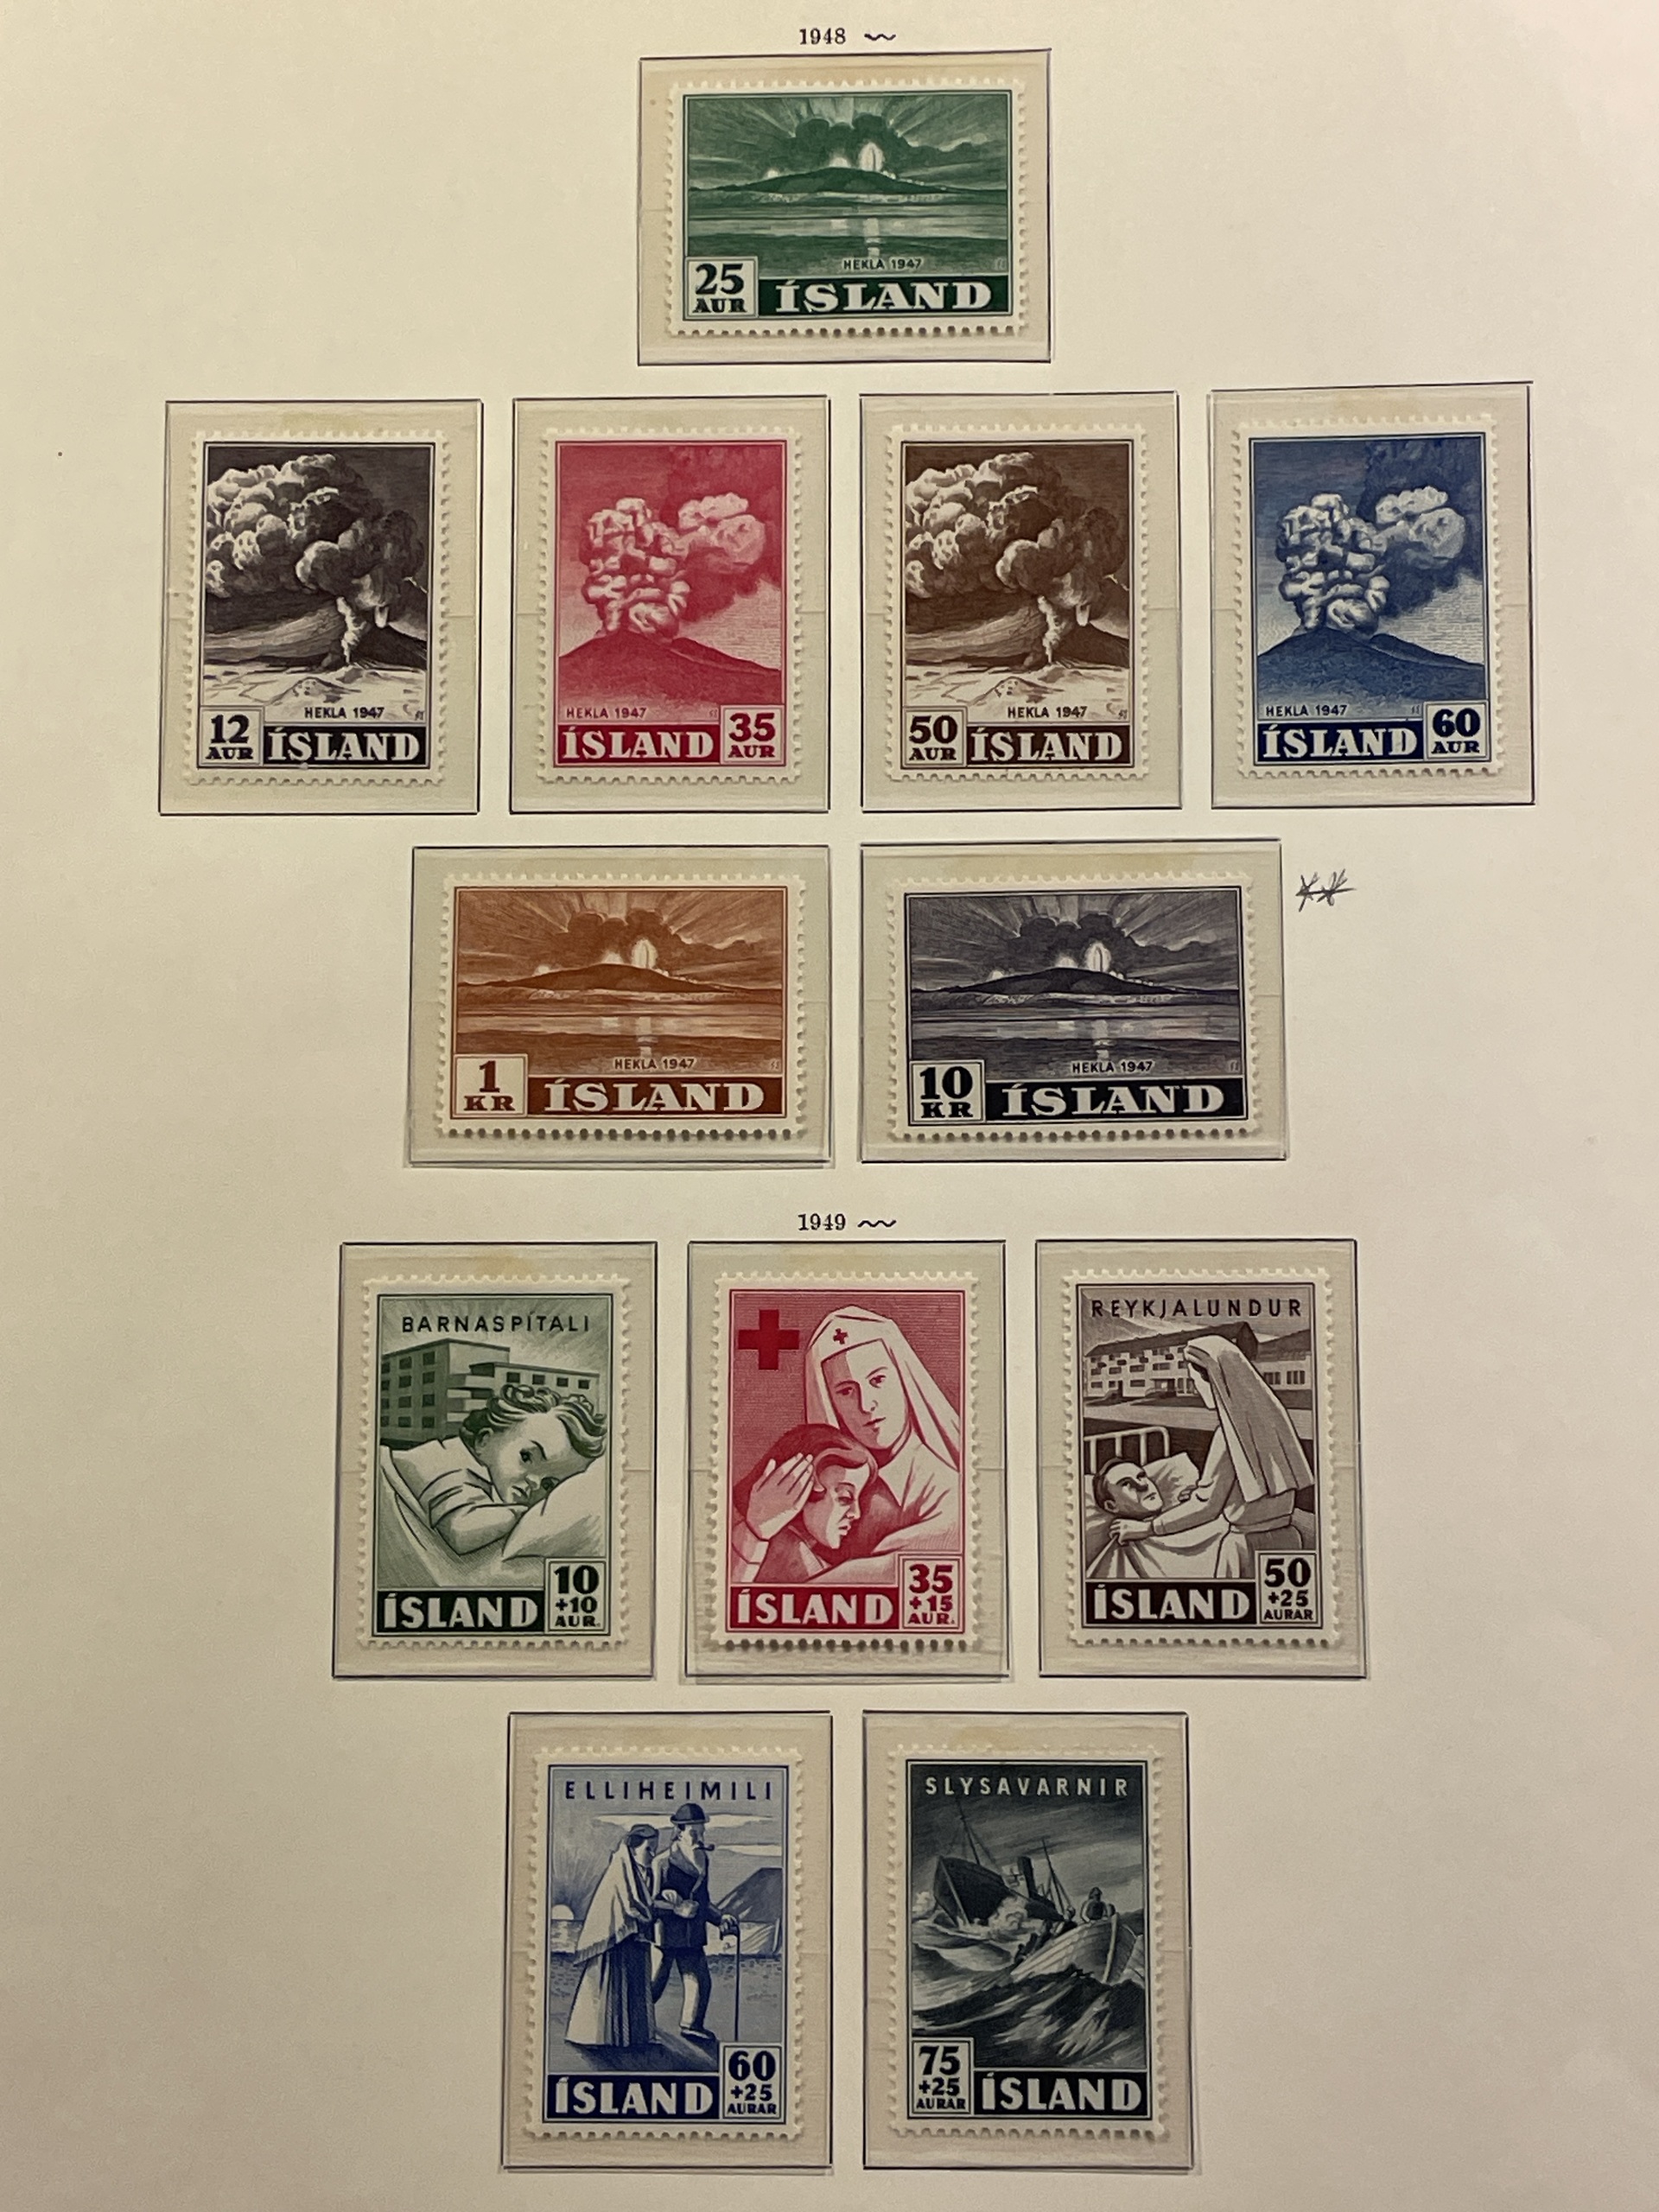 1948
HEKLA 1947
25
AUR
ÍSLAND
HEKLA 1947
12
AUR
ÍSLAND
HEKLA 1947
ÍSLAND
35
AUR
HEKLA 1947
50
AUR
ÍSLAND
HEKLA 1947
ÍSLAND
60
AUR
HEKLA 1947
1
KR
ÍSLAND
HEKLA 1947
10
KR
ÍSLAND
**
1949
BARNASPÍTALI
ÍSLAND
10
+10
AUR.
ÍSLAND
35
+15
AUR.
REYKJALUNDUR
ÍSLAND
50
+25
AURAR
ELLIHEIMILI
ÍSLAND
60
+25
AURAR
SLYSAVARNIR
75
+25
AURAR
ÍSLAND